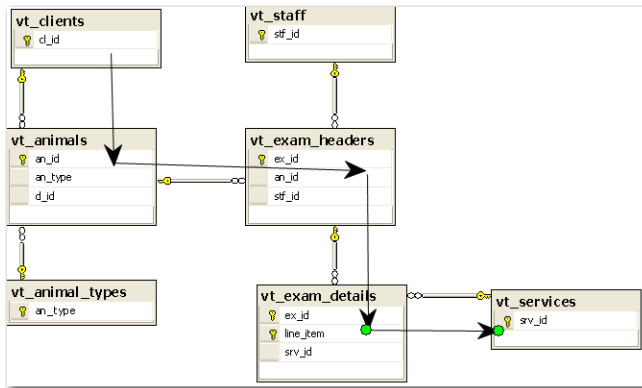 vt_clients
cl_id
vt_staff
stf_id
vt_animals
an_id
an_type
cl_id
vt_exam_headers
ex_id
an_id
stf_id
vt_animal_types
an_type
vt_exam_details
ex_id
line_item
srv_id
vt_services
srv_id